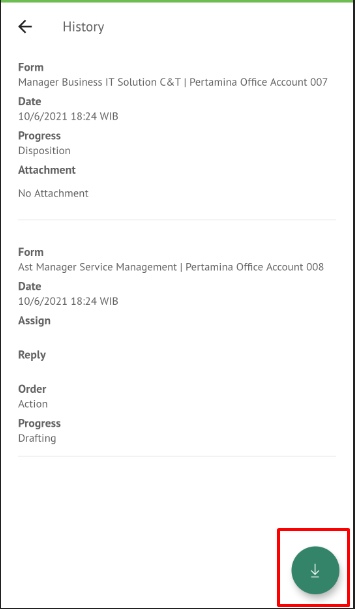 History
Form
Manager Business IT Solution C&T | Pertamina Office Account 007
Date
10/6/2021 18:24 WIB
Progress
Disposition
Attachment
No Attachment
Form
Ast Manager Service Management | Pertamina Office Account 008
Date
10/6/2021 18:24 WIB
Assign
Reply
Order
Action
Progress
Drafting